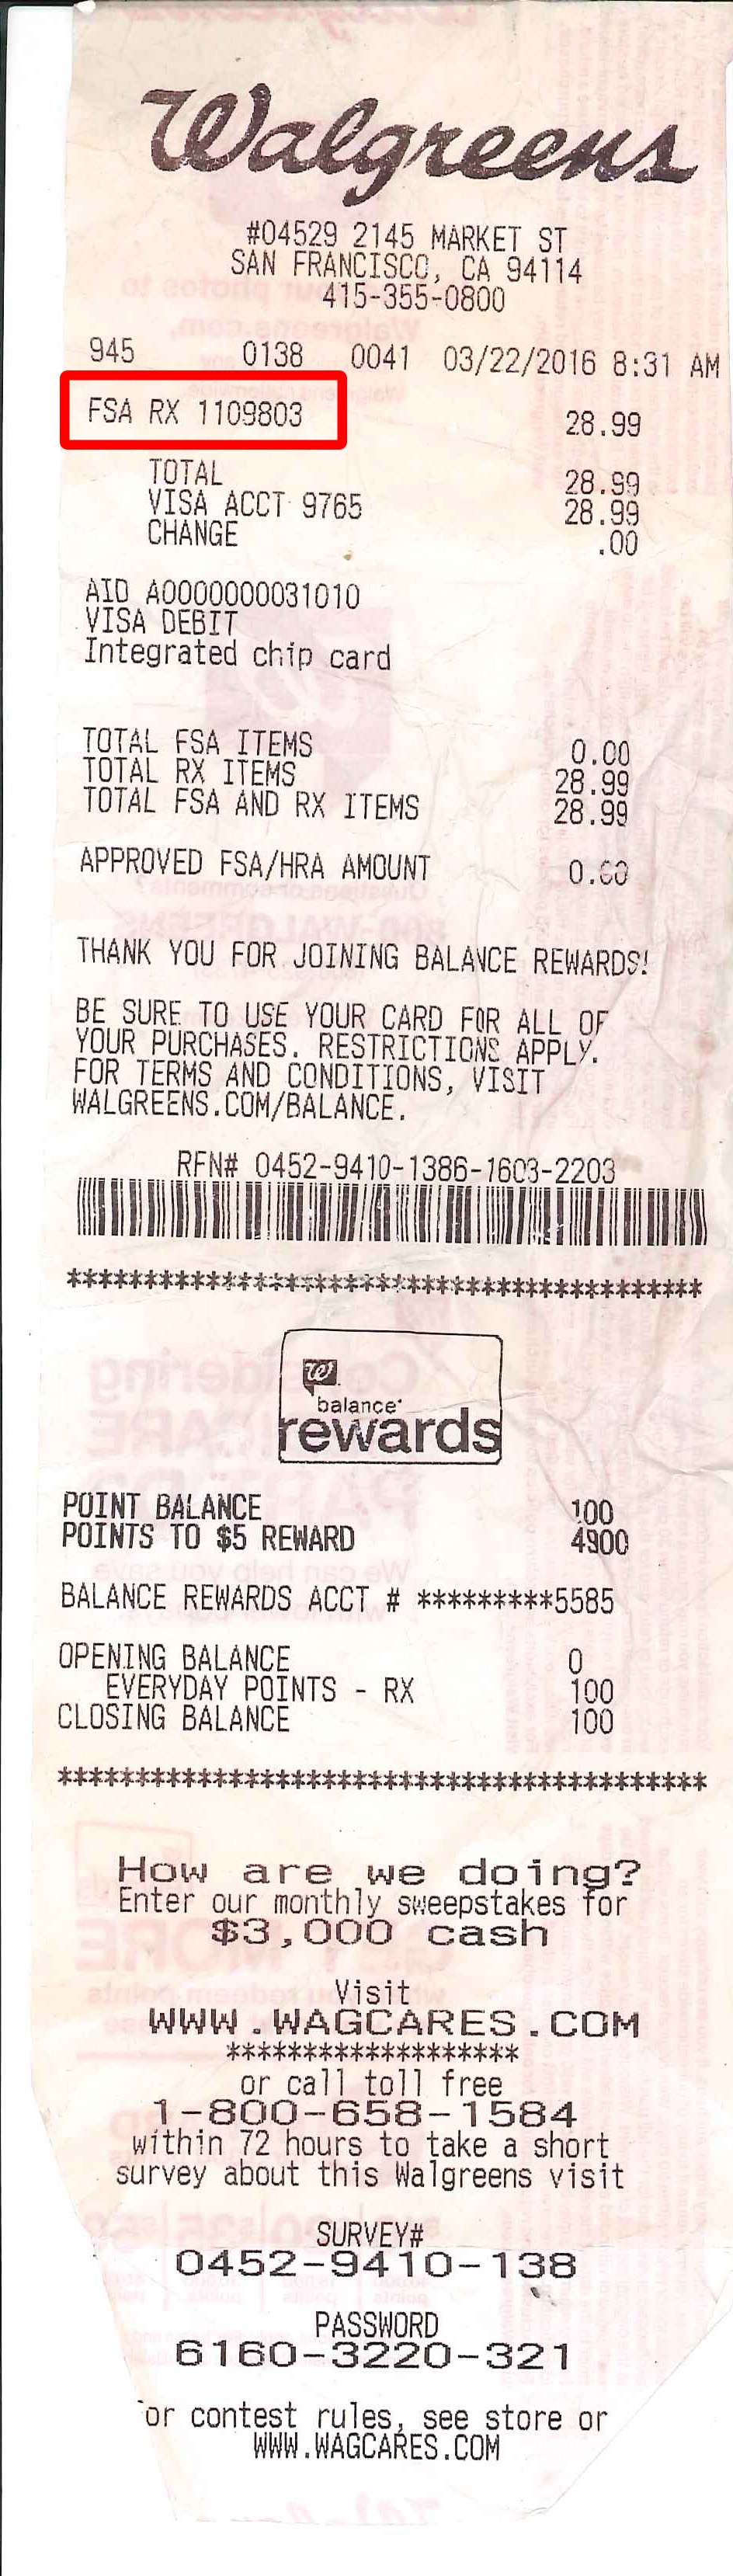 Walgreens
#04529 2145 MARKET ST
SAN FRANCISCO, CA 94114
415-355-0800
945 0138 0041 03/22/2016 8:31 AM
FSA RX 1109803 28.99
TOTAL 28.99
VISA ACCT 9765 28.99
CHANGE .00
AID A0000000031010
VISA DEBIT
Integrated chip card
TOTAL FSA ITEMS 0.00
TOTAL RX ITEMS 28.99
TOTAL FSA AND RX ITEMS 28.99
APPROVED FSA/HRA AMOUNT 0.00
THANK YOU FOR JOINING BALANCE REWARDS!
BE SURE TO USE YOUR CARD FOR ALL OF
YOUR PURCHASES. RESTRICTIONS APPLY.
FOR TERMS AND CONDITIONS, VISIT
WALGREENS.COM/BALANCE.
RFN# 0452-9410-1386-1603-2203
*****************************************
W
balance
rewards
POINT BALANCE 100
POINTS TO $5 REWARD 4900
BALANCE REWARDS ACCT # *********5585
OPENING BALANCE 0
EVERYDAY POINTS - RX 100
CLOSING BALANCE 100
******************************************
How are we doing?
Enter our monthly sweepstakes for
$3,000 cash
Visit
WWW.WAGCARES.COM
*******************
or call toll free
1-800-658-1584
within 72 hours to take a short
survey about this Walgreens visit
SURVEY#
0452-9410-138
PASSWORD
6160-3220-321
or contest rules, see store or
WWW.WAGCARES.COM